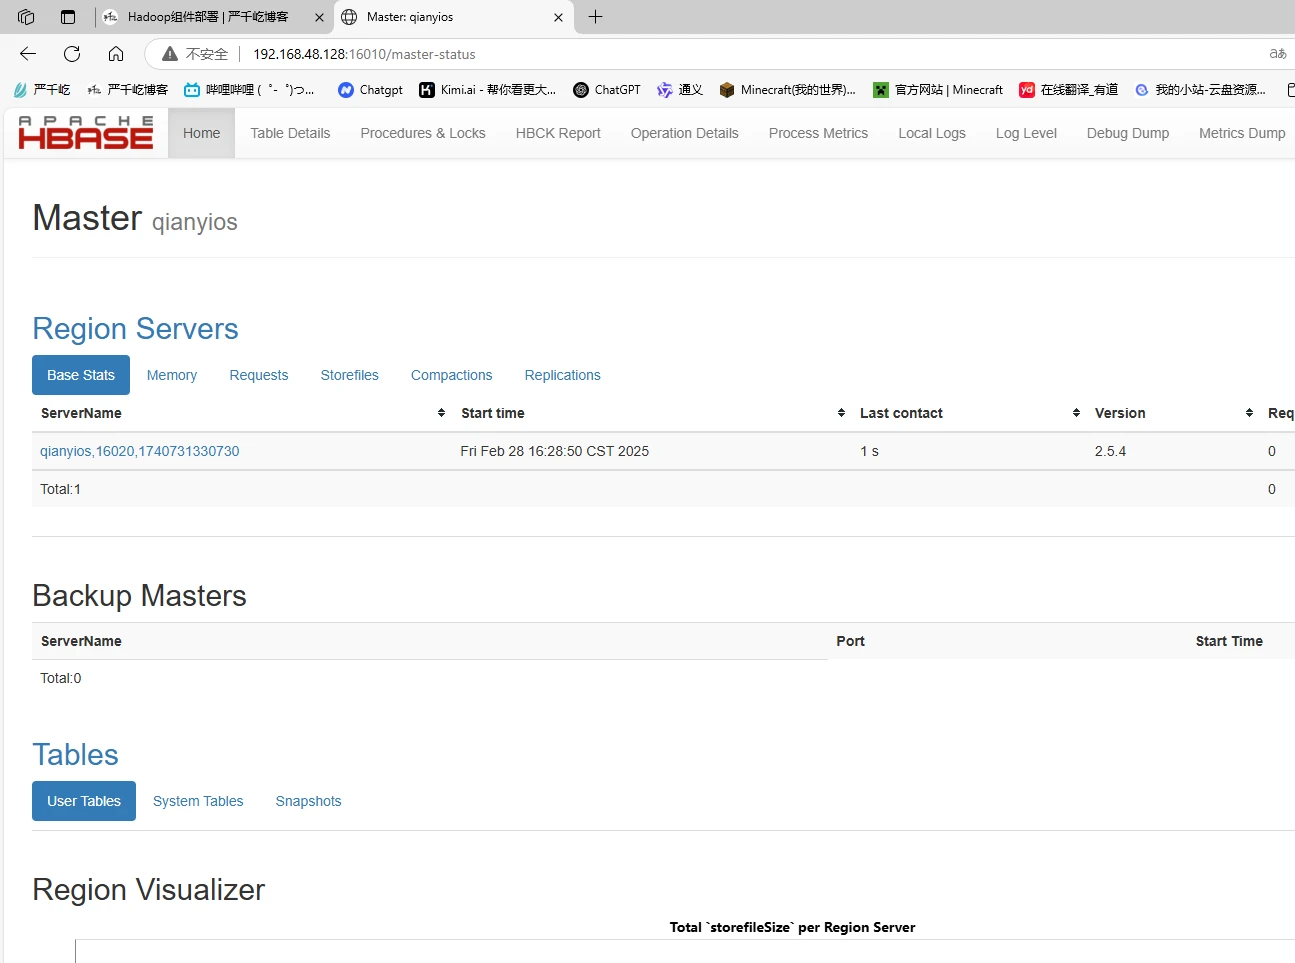 Hadoop组件部署 | 严千屹博客
Master: qianyios
不安全
192.168.48.128:16010/master-status
aあ
严千屹
严千屹博客
哔哩哔哩 ( ゜- ゜)つ...
Chatgpt
Kimi.ai - 帮你看更大...
ChatGPT
通义
Minecraft(我的世界)...
官方网站 | Minecraft
yd
在线翻译_有道
我的小站-云盘资源...
APACHE
HBASE
Home
Table Details
Procedures & Locks
HBCK Report
Operation Details
Process Metrics
Local Logs
Log Level
Debug Dump
Metrics Dump
Master qianyios
Region Servers
Base Stats
Memory
Requests
Storefiles
Compactions
Replications
ServerName Start time Last contact Version Req
qianyios,16020,1740731330730 Fri Feb 28 16:28:50 CST 2025 1 s 2.5.4 0
Total:1 0
Backup Masters
ServerName Port Start Time
Total:0
Tables
User Tables
System Tables
Snapshots
Region Visualizer
Total `storefileSize` per Region Server